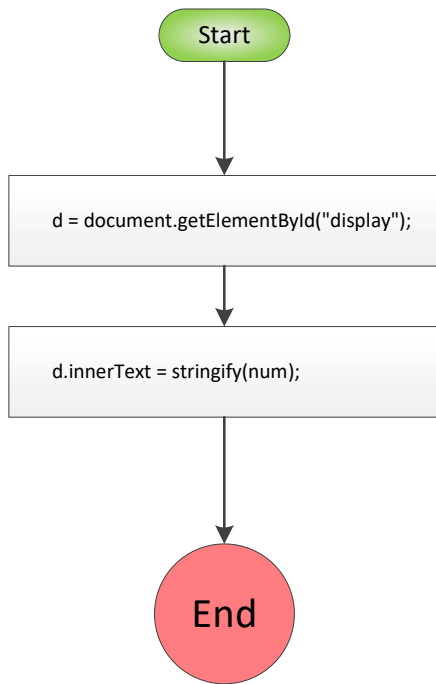 Start
d = document.getElementById("display");
d.innerText = stringify(num);
End